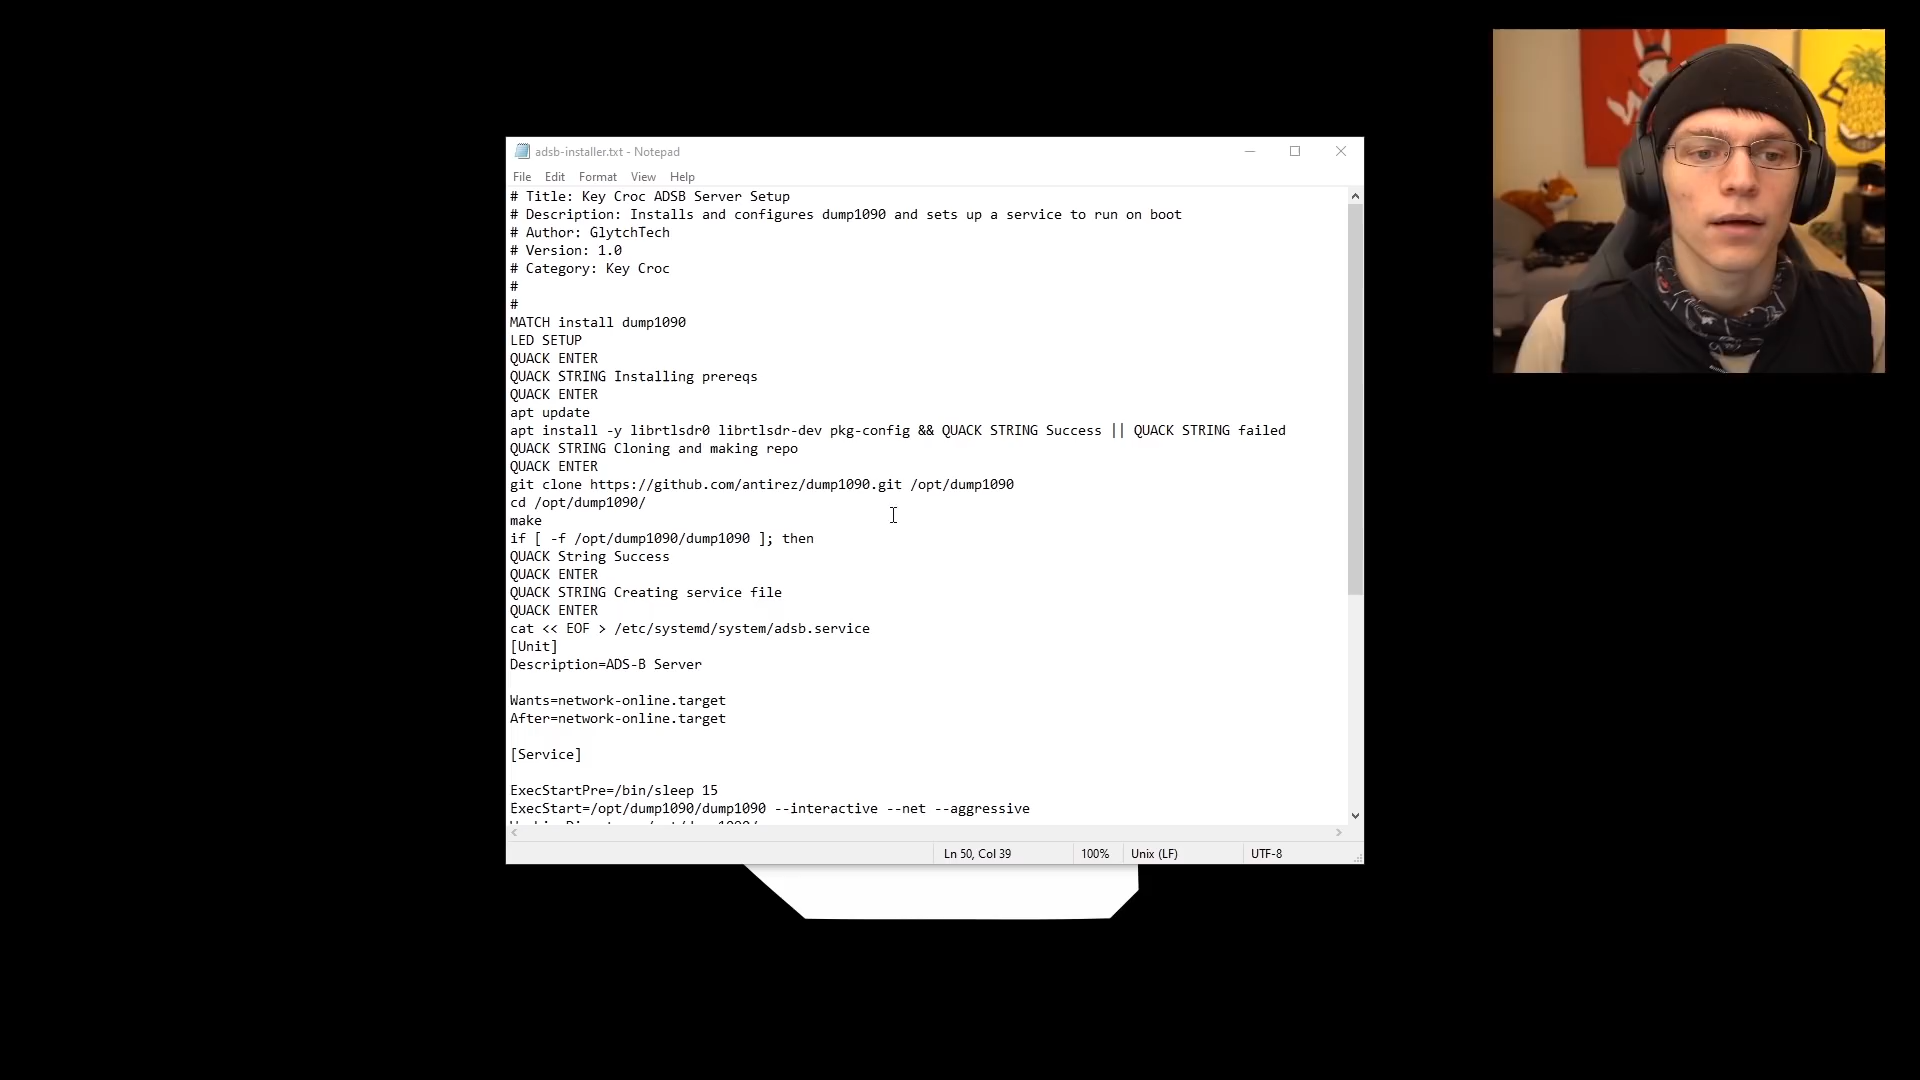 adsb-installer.txt - Notepad
File Edit Format View Help
# Title: Key Croc ADSB Server Setup
# Description: Installs and configures dump1090 and sets up a service to run on boot
# Author: GlytchTech
# Version: 1.0
# Category: Key Croc
#
#
MATCH install dump1090
LED SETUP
QUACK ENTER
QUACK STRING Installing prereqs
QUACK ENTER
apt update
apt install -y librtlsdr0 librtlsdr-dev pkg-config && QUACK STRING Success || QUACK STRING failed
QUACK STRING Cloning and making repo
QUACK ENTER
git clone https://github.com/antirez/dump1090.git /opt/dump1090
cd /opt/dump1090/
make
if [ -f /opt/dump1090/dump1090 ]; then
QUACK String Success
QUACK ENTER
QUACK STRING Creating service file
QUACK ENTER
cat << EOF > /etc/systemd/system/adsb.service
[Unit]
Description=ADS-B Server
Wants=network-online.target
After=network-online.target
[Service]
ExecStartPre=/bin/sleep 15
ExecStart=/opt/dump1090/dump1090 --interactive --net --aggressive
Ln 50, Col 39 100% Unix (LF) UTF-8